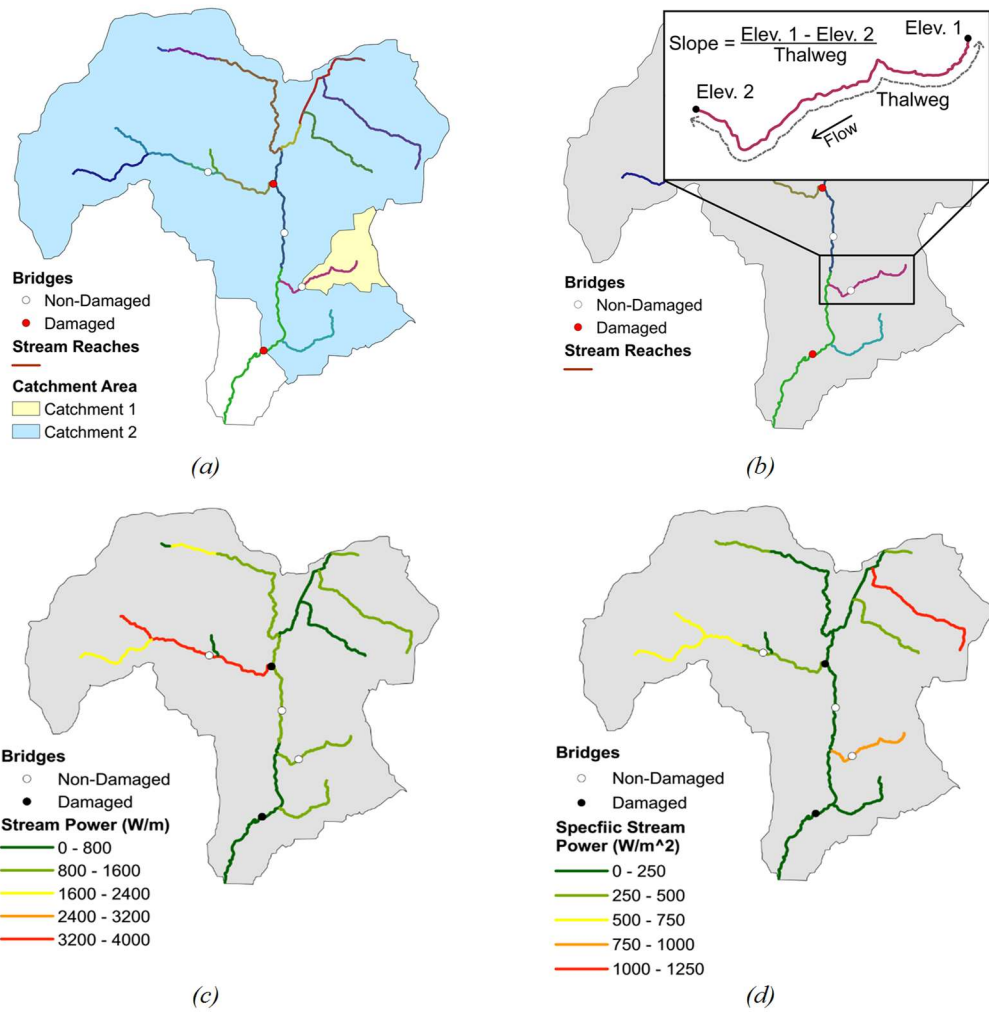 Bridges
Non-Damaged
Damaged
Stream Reaches
Catchment Area
Catchment 1
Catchment 2
(a)
Slope = Elev. 1 - Elev. 2
Thalweg
Elev. 1
Elev. 2
Thalweg
Flow
Bridges
Non-Damaged
Damaged
Stream Reaches
(b)
Bridges
Non-Damaged
Damaged
Stream Power (W/m)
0 - 800
800 - 1600
1600 - 2400
2400 - 3200
3200 - 4000
(c)
Bridges
Non-Damaged
Damaged
Specfiic Stream
Power (W/m^2)
0 - 250
250 - 500
500 - 750
750 - 1000
1000 - 1250
(d)